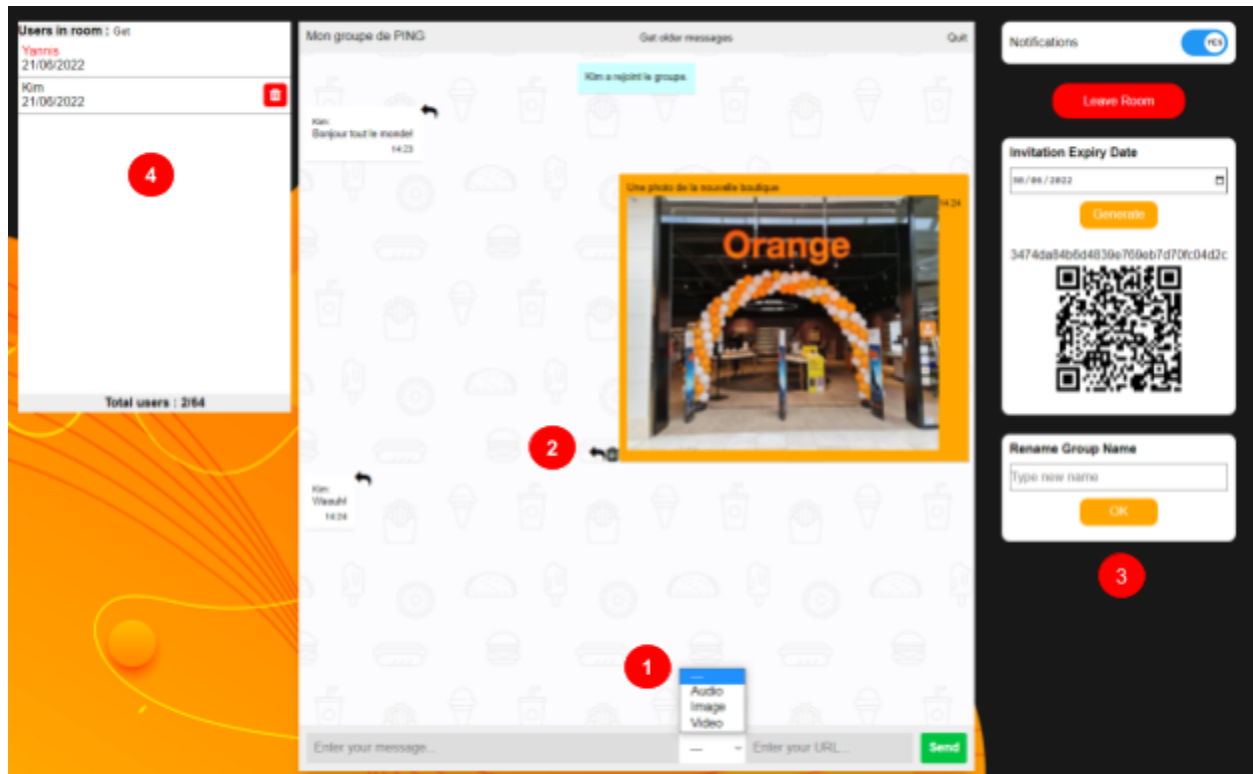 Users in room : Get
Yannis
21/06/2022
Kim
21/06/2022
4
Total users : 2/64
Mon groupe de PING
Get older messages
Quit
Kim a rejoint le groupe.
Kim:
Bonjour tout le monde!
14:23
Une photo de la nouvelle boutique
14:24
Orange
2
Kim:
Waouh!
14:24
1
---
Audio
Image
Video
Enter your message...
---
Enter your URL...
Send
Notifications
YES
Leave Room
Invitation Expiry Date
30/06/2022
Generate
Rename Group Name
Type new name
OK
3